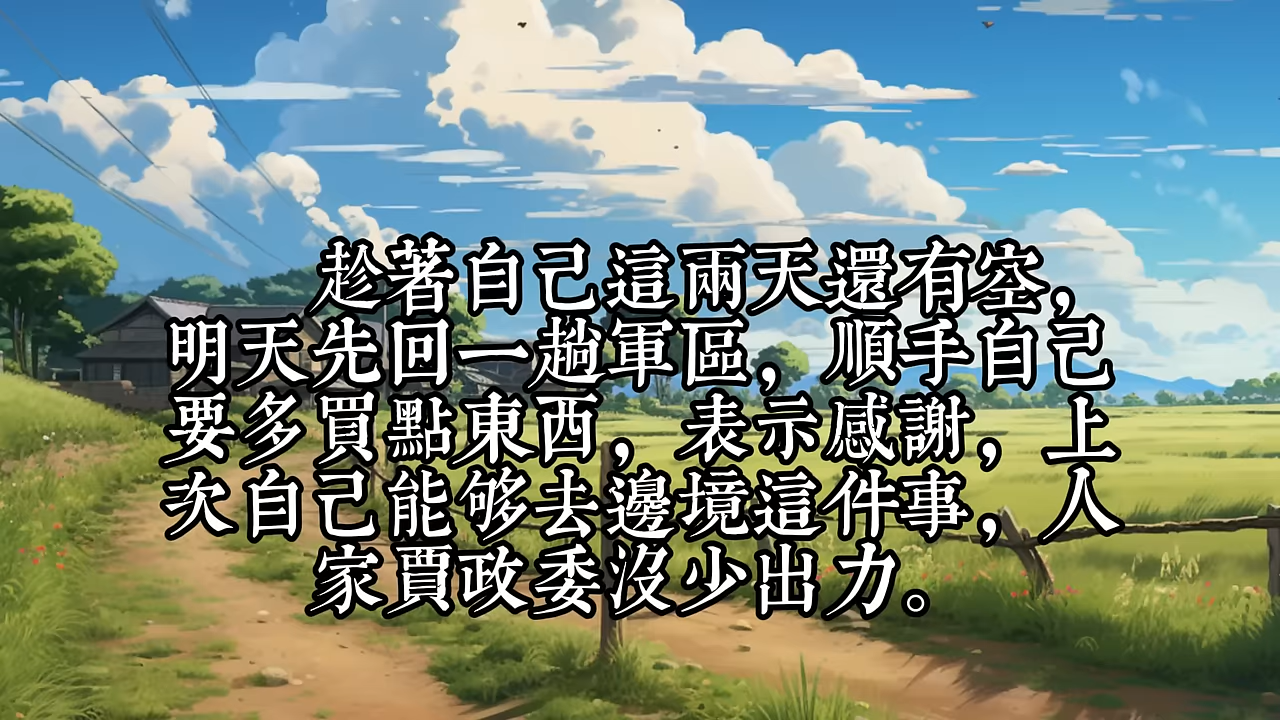 趁著自己這兩天還有空，
明天先回一趟軍區，順手自己
要多買點東西，表示感謝，上
次自己能够去邊境這件事，人
家賈政委沒少出力。